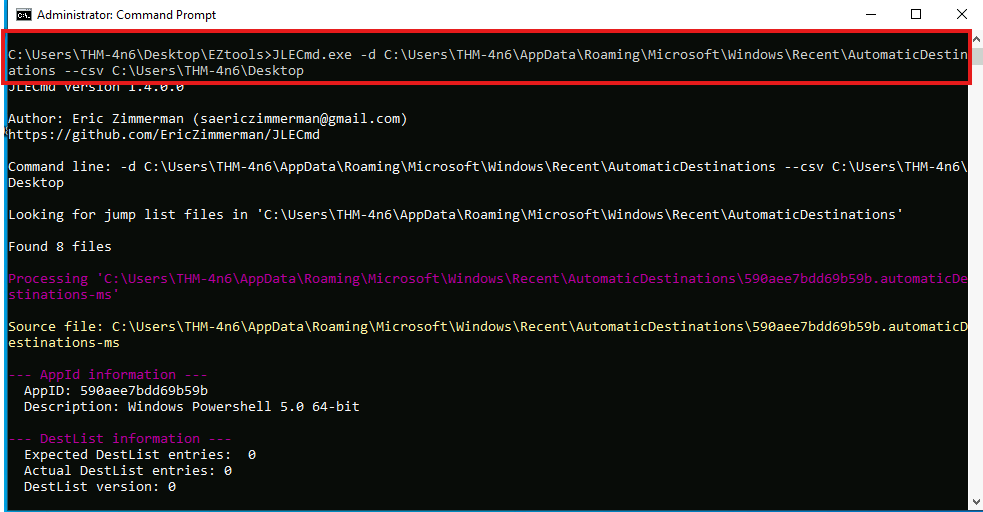 Administrator: Command Prompt
C:\Users\THM-4n6\Desktop\EZtools>JLECmd.exe -d C:\Users\THM-4n6\AppData\Roaming\Microsoft\Windows\Recent\AutomaticDestin
ations --csv C:\Users\THM-4n6\Desktop
JLECmd version 1.4.0.0
Author: Eric Zimmerman (saericzimmerman@gmail.com)
https://github.com/EricZimmerman/JLECmd
Command line: -d C:\Users\THM-4n6\AppData\Roaming\Microsoft\Windows\Recent\AutomaticDestinations --csv C:\Users\THM-4n6\
Desktop
Looking for jump list files in 'C:\Users\THM-4n6\AppData\Roaming\Microsoft\Windows\Recent\AutomaticDestinations'
Found 8 files
Processing 'C:\Users\THM-4n6\AppData\Roaming\Microsoft\Windows\Recent\AutomaticDestinations\590aee7bdd69b59b.automaticDe
stinations-ms'
Source file: C:\Users\THM-4n6\AppData\Roaming\Microsoft\Windows\Recent\AutomaticDestinations\590aee7bdd69b59b.automaticD
estinations-ms
--- AppId information ---
AppID: 590aee7bdd69b59b
Description: Windows Powershell 5.0 64-bit
--- DestList information ---
Expected DestList entries:  0
Actual DestList entries: 0
DestList version: 0